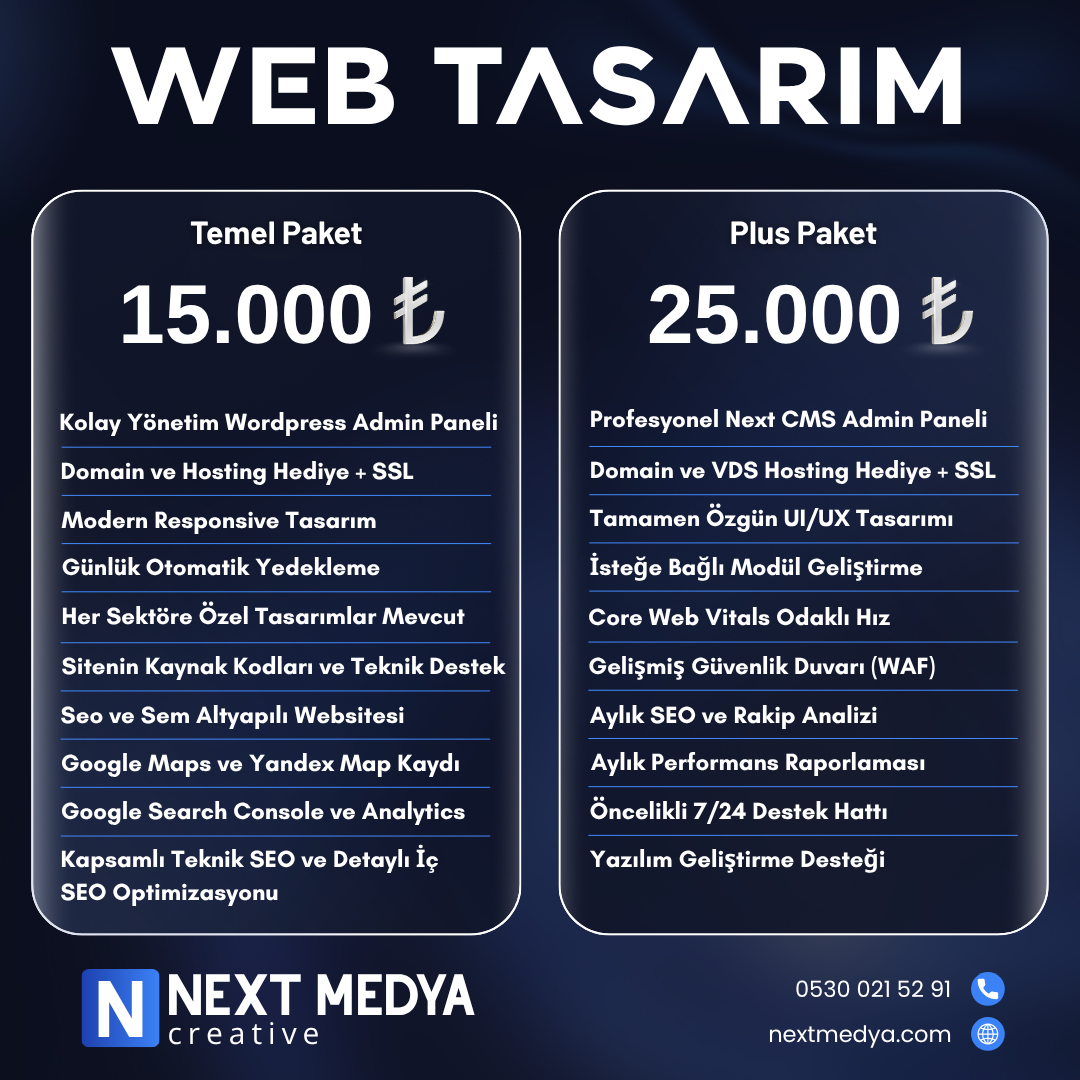 WEB TASARIM
Temel Paket
15.000 ₺
Kolay Yönetim Wordpress Admin Paneli
Domain ve Hosting Hediye + SSL
Modern Responsive Tasarım
Günlük Otomatik Yedekleme
Her Sektöre Özel Tasarımlar Mevcut
Sitenin Kaynak Kodları ve Teknik Destek
Seo ve Sem Altyapılı Websitesi
Google Maps ve Yandex Map Kaydı
Google Search Console ve Analytics
Kapsamlı Teknik SEO ve Detaylı İç
SEO Optimizasyonu
Plus Paket
25.000 ₺
Profesyonel Next CMS Admin Paneli
Domain ve VDS Hosting Hediye + SSL
Tamamen Özgün UI/UX Tasarımı
İsteğe Bağlı Modül Geliştirme
Core Web Vitals Odaklı Hız
Gelişmiş Güvenlik Duvarı (WAF)
Aylık SEO ve Rakip Analizi
Aylık Performans Raporlaması
Öncelikli 7/24 Destek Hattı
Yazılım Geliştirme Desteği
N NEXT MEDYA
creative
0530 021 52 91
nextmedya.com